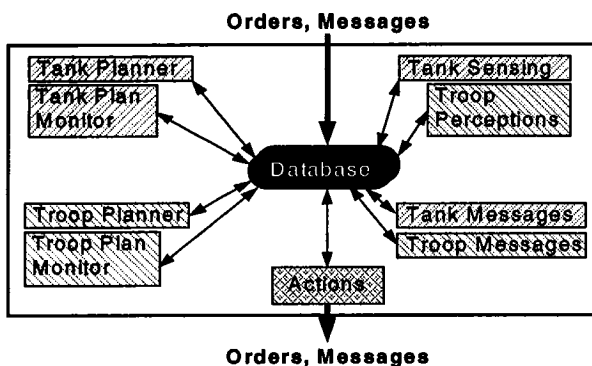 Orders, Messages
Tank Planner
Tank Plan
Monitor
Tank Sensing
Troop
Perceptions
Database
Troop Planner
Troop Plan
Monitor
Tank Messages
Troop Messages
Actions
Orders, Messages